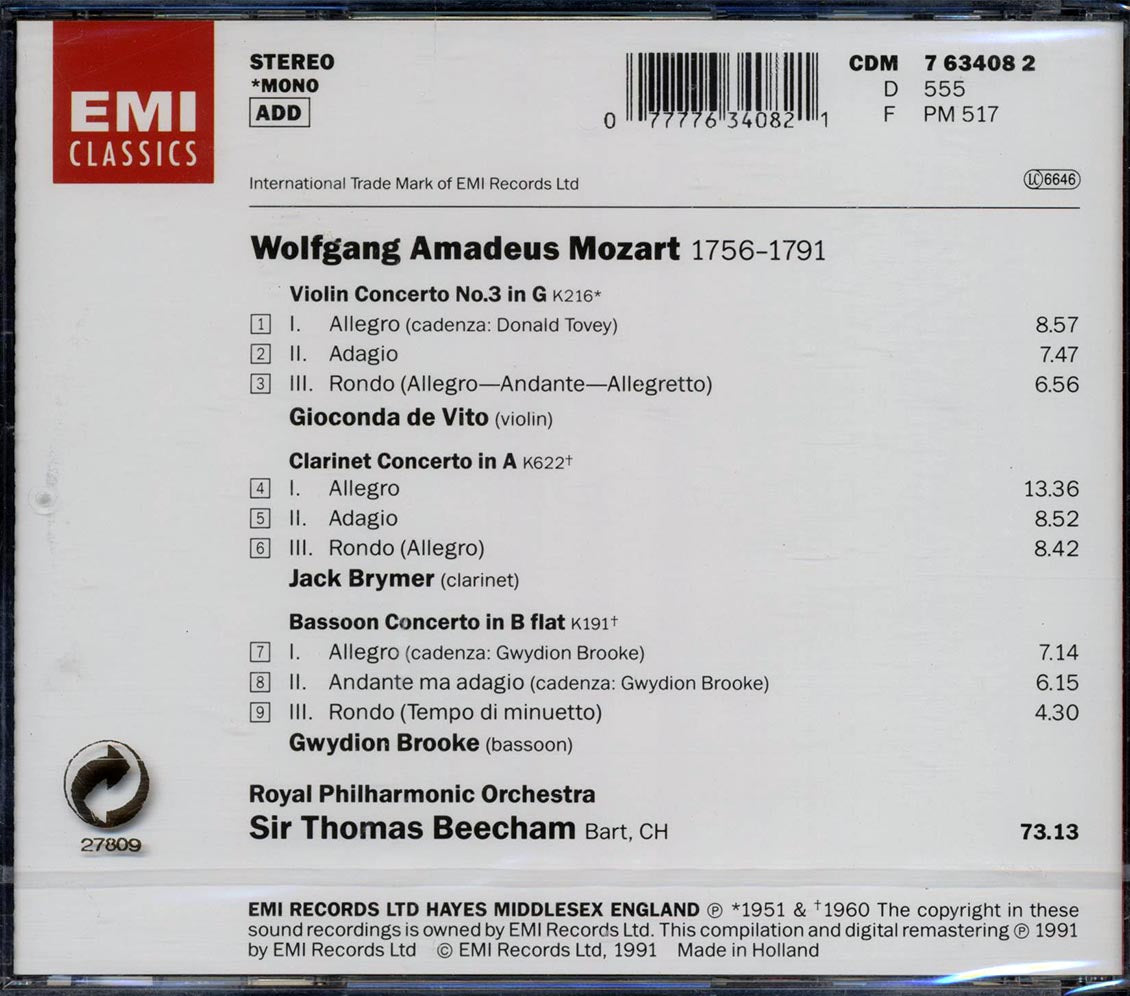 EMI
CLASSICS
STEREO
*MONO
ADD
0 77776 34082 1
CDM 7 63408 2
D 555
F PM 517
International Trade Mark of EMI Records Ltd
LC 6646
Wolfgang Amadeus Mozart 1756–1791
Violin Concerto No.3 in G K216*
1 I. Allegro (cadenza: Donald Tovey) 8.57
2 II. Adagio 7.47
3 III. Rondo (Allegro—Andante—Allegretto) 6.56
Gioconda de Vito (violin)
Clarinet Concerto in A K622†
4 I. Allegro 13.36
5 II. Adagio 8.52
6 III. Rondo (Allegro) 8.42
Jack Brymer (clarinet)
Bassoon Concerto in B flat K191†
7 I. Allegro (cadenza: Gwydion Brooke) 7.14
8 II. Andante ma adagio (cadenza: Gwydion Brooke) 6.15
9 III. Rondo (Tempo di minuetto) 4.30
Gwydion Brooke (bassoon)
Royal Philharmonic Orchestra
Sir Thomas Beecham Bart, CH 73.13
27809
EMI RECORDS LTD HAYES MIDDLESEX ENGLAND ℗ *1951 & †1960 The copyright in these
sound recordings is owned by EMI Records Ltd. This compilation and digital remastering ℗ 1991
by EMI Records Ltd © EMI Records Ltd, 1991 Made in Holland